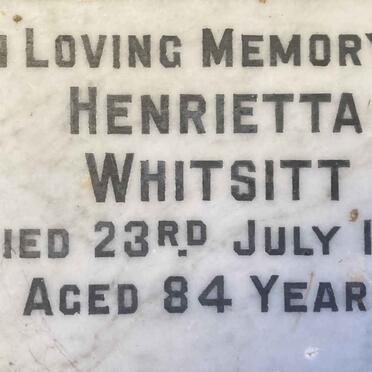 N LOVING MEMORY
HENRIETTA
WHITSITT
IED 23RD JULY 1
AGED 84 YEAR